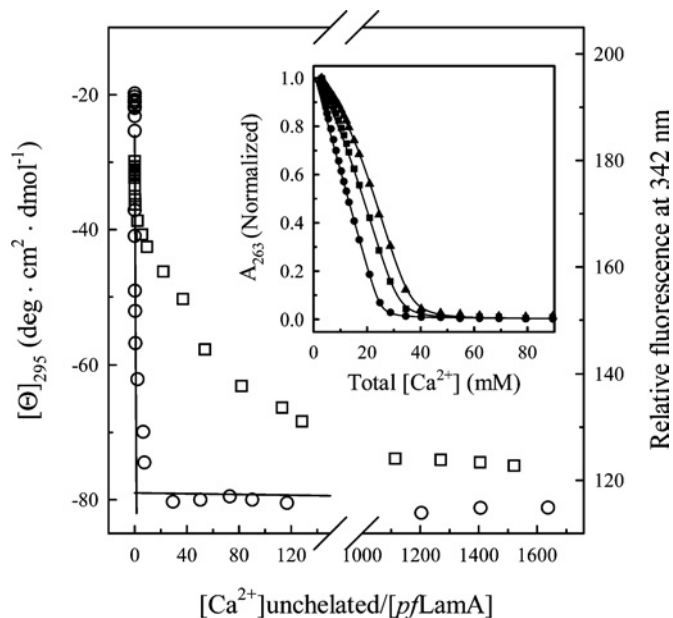 [Θ]295 (deg · cm2 · dmol-1)
-20
-40
-60
-80
Relative fluorescence at 342 nm
200
180
160
140
120
0 40 80 120 1000 1200 1400 1600
[Ca2+]unchelated/[pfLamA]
A263 (Normalized)
1.0
0.8
0.6
0.4
0.2
0.0
0 20 40 60 80
Total [Ca2+] (mM)